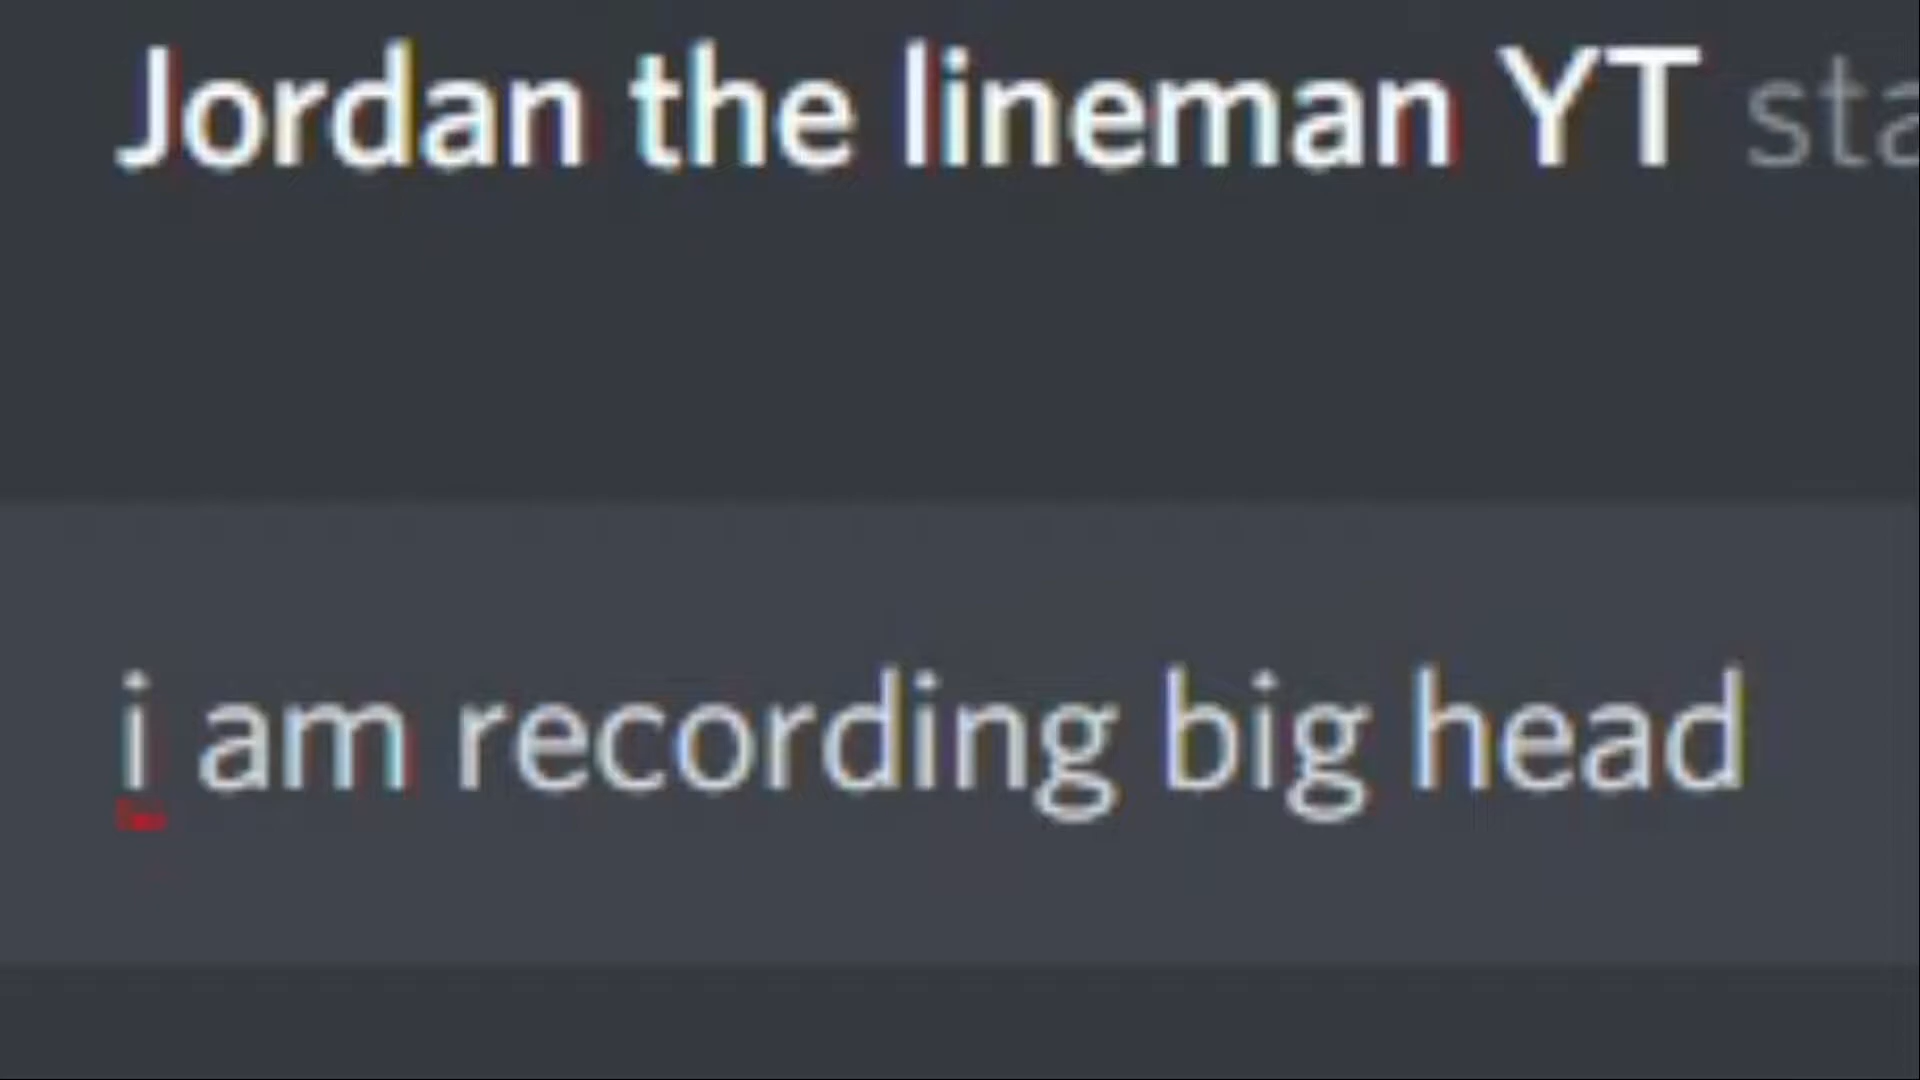 Jordan the lineman YT
i am recording big head